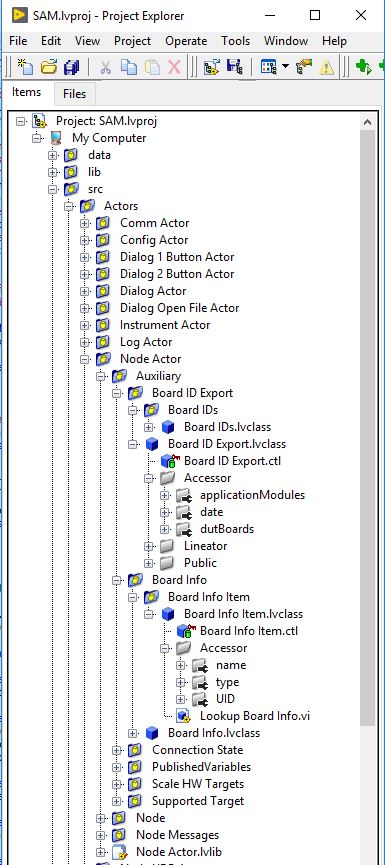 SAM.lvproj - Project Explorer
File Edit View Project Operate Tools Window Help
Items Files
Project: SAM.lvproj
My Computer
data
lib
src
Actors
Comm Actor
Config Actor
Dialog 1 Button Actor
Dialog 2 Button Actor
Dialog Actor
Dialog Open File Actor
Instrument Actor
Log Actor
Node Actor
Auxiliary
Board ID Export
Board IDs
Board IDs.lvclass
Board ID Export.lvclass
Board ID Export.ctl
Accessor
applicationModules
date
dutBoards
Lineator
Public
Board Info
Board Info Item
Board Info Item.lvclass
Board Info Item.ctl
Accessor
name
type
UID
Lookup Board Info.vi
Board Info.lvclass
Connection State
PublishedVariables
Scale HW Targets
Supported Target
Node
Node Messages
Node Actor.lvlib